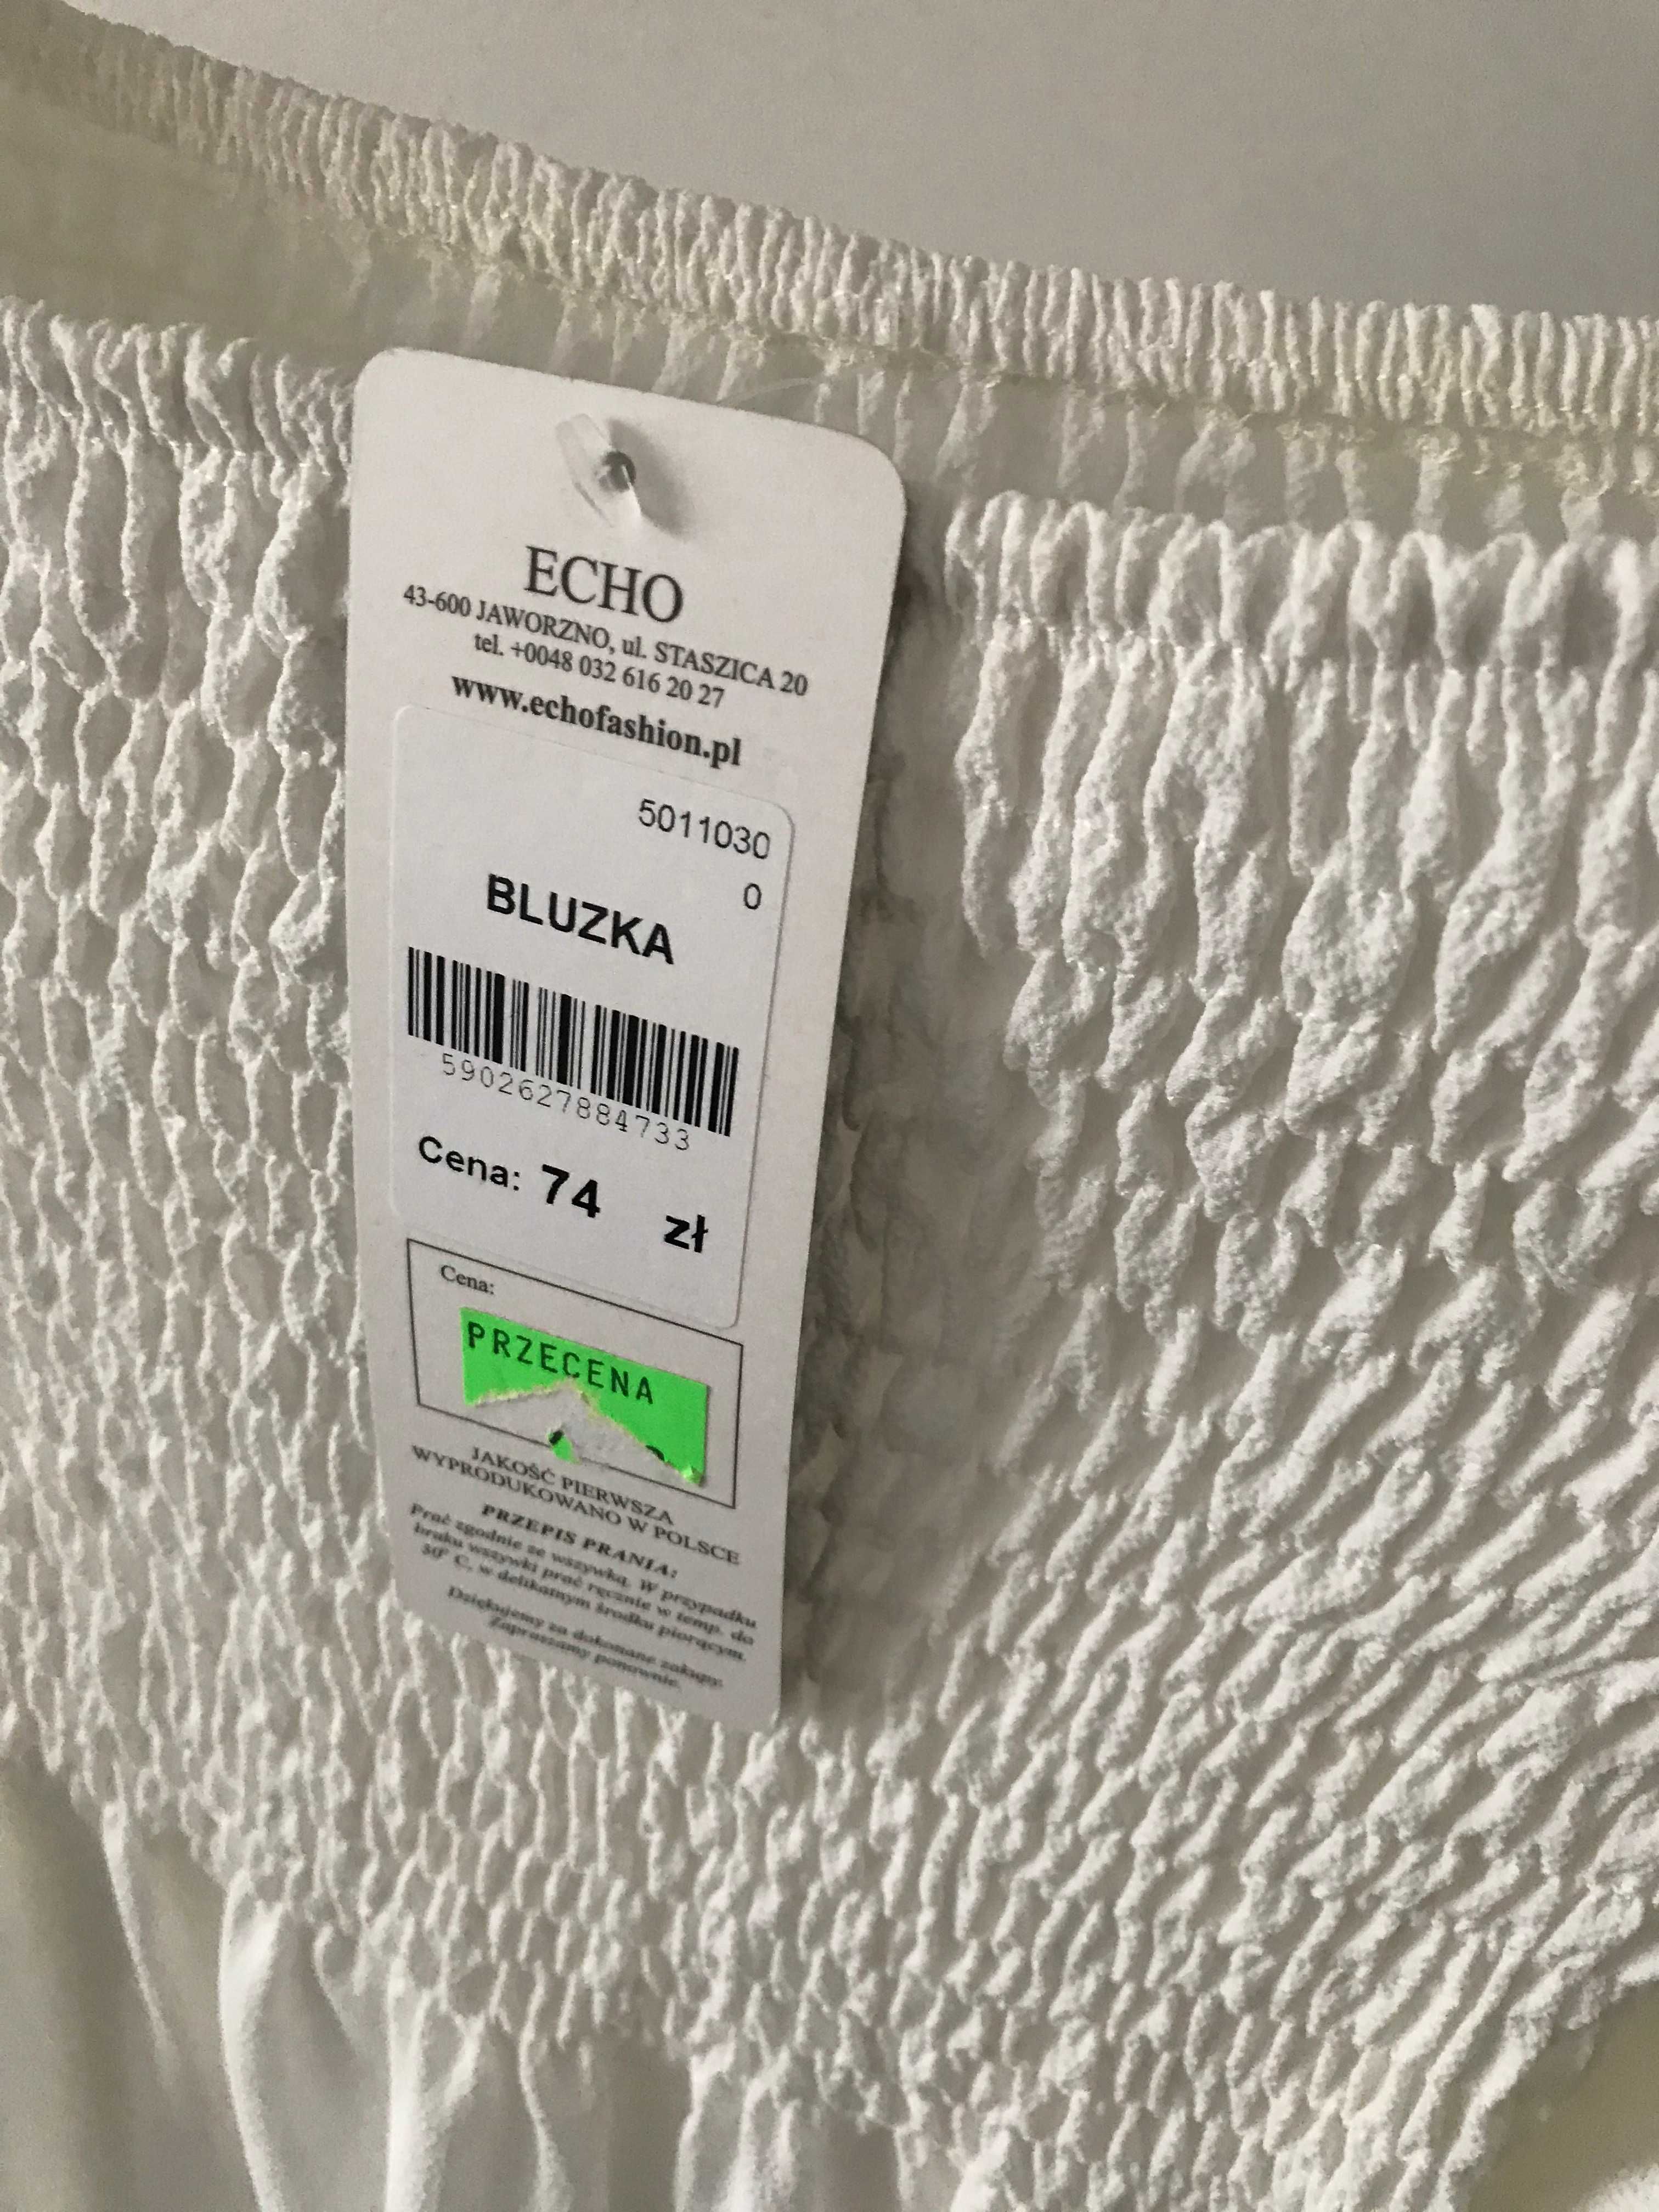 ECHO
43-600 JAWORZNO, ul. STASZICA 20
tel. +0048 032 616 20 27
www.echofashion.pl
5011030
0
BLUZKA
5902627884733
Cena: 74 zł
Cena:
PRZECENA
JAKOŚĆ PIERWSZA
WYPRODUKOWANO W POLSCE
PRZEPIS PRANIA:
Prać zgodnie ze wszywką. W przypadku
braku wszywki prać ręcznie w temp. do
30° C, w delikatnym środku piorącym.
Dziękujemy za dokonane zakupy.
Zapraszamy ponownie.